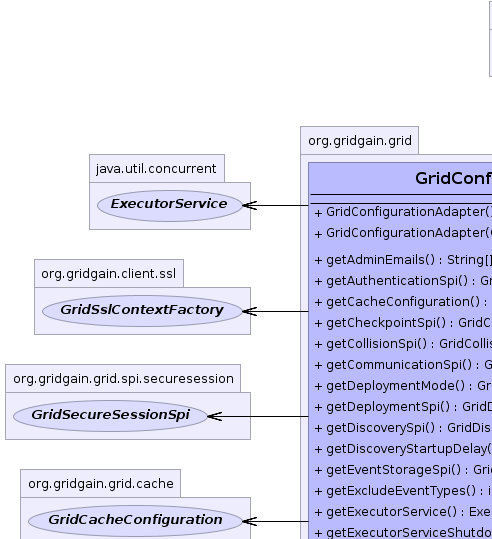 org.gridgain.grid
java.util.concurrent
ExecutorService
org.gridgain.client.ssl
GridSslContextFactory
org.gridgain.grid.spi.securesession
GridSecureSessionSpi
org.gridgain.grid.cache
GridCacheConfiguration
GridConf
+ GridConfigurationAdapter()
+ GridConfigurationAdapter(
+ getAdminEmails() : String[]
+ getAuthenticationSpi() : Gr
+ getCacheConfiguration() :
+ getCheckpointSpi() : GridC
+ getCollisionSpi() : GridCollis
+ getCommunicationSpi() : G
+ getDeploymentMode() : Gr
+ getDeploymentSpi() : GridD
+ getDiscoverySpi() : GridDis
+ getDiscoveryStartupDelay(
+ getEventStorageSpi() : Gri
+ getExcludeEventTypes() : i
+ getExecutorService() : Exe
+ getExecutorServiceShutdo